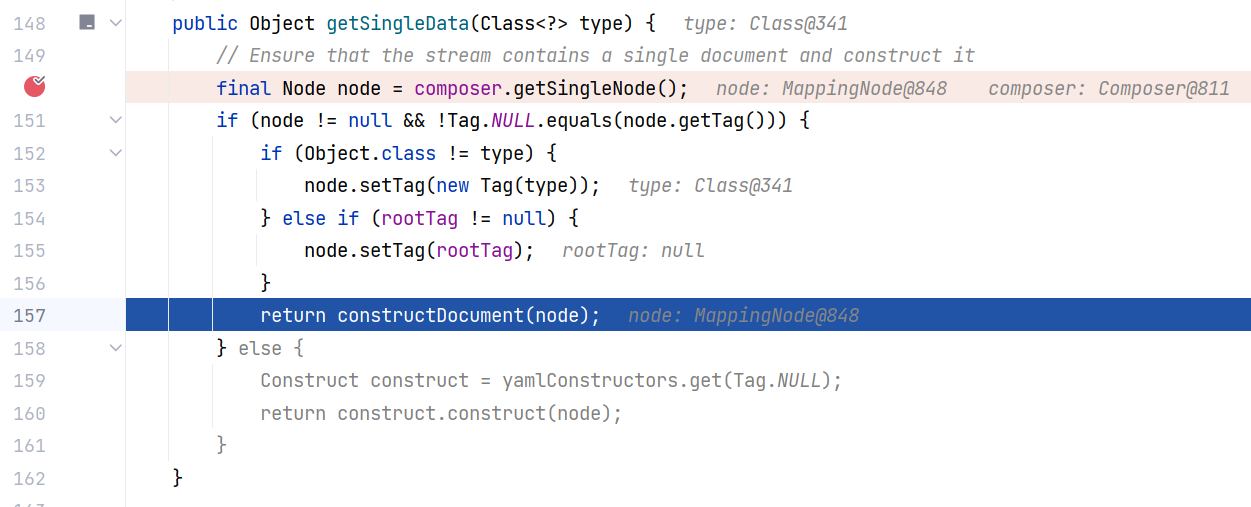 148 public Object getSingleData(Class<?> type) { type: Class@341
149 // Ensure that the stream contains a single document and construct it
final Node node = composer.getSingleNode(); node: MappingNode@848 composer: Composer@811
151 if (node != null && !Tag.NULL.equals(node.getTag())) {
152 if (Object.class != type) {
153 node.setTag(new Tag(type)); type: Class@341
154 } else if (rootTag != null) {
155 node.setTag(rootTag); rootTag: null
156 }
157 return constructDocument(node); node: MappingNode@848
158 } else {
159 Construct construct = yamlConstructors.get(Tag.NULL);
160 return construct.construct(node);
161 }
162 }